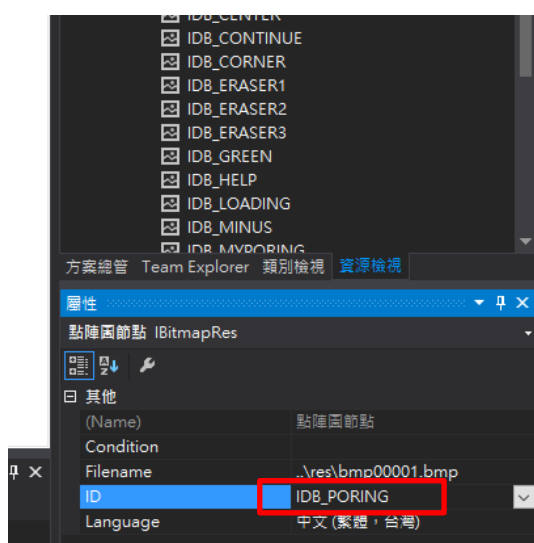 IDB_CENTER
IDB_CONTINUE
IDB_CORNER
IDB_ERASER1
IDB_ERASER2
IDB_ERASER3
IDB_GREEN
IDB_HELP
IDB_LOADING
IDB_MINUS
IDB_MYPORING
方案總管 Team Explorer 類別檢視 資源檢視
屬性
點陣圖節點 IBitmapRes
其他
(Name) 點陣圖節點
Condition
Filename ..\res\bmp00001.bmp
ID IDB_PORING
Language 中文 (繁體，台灣)